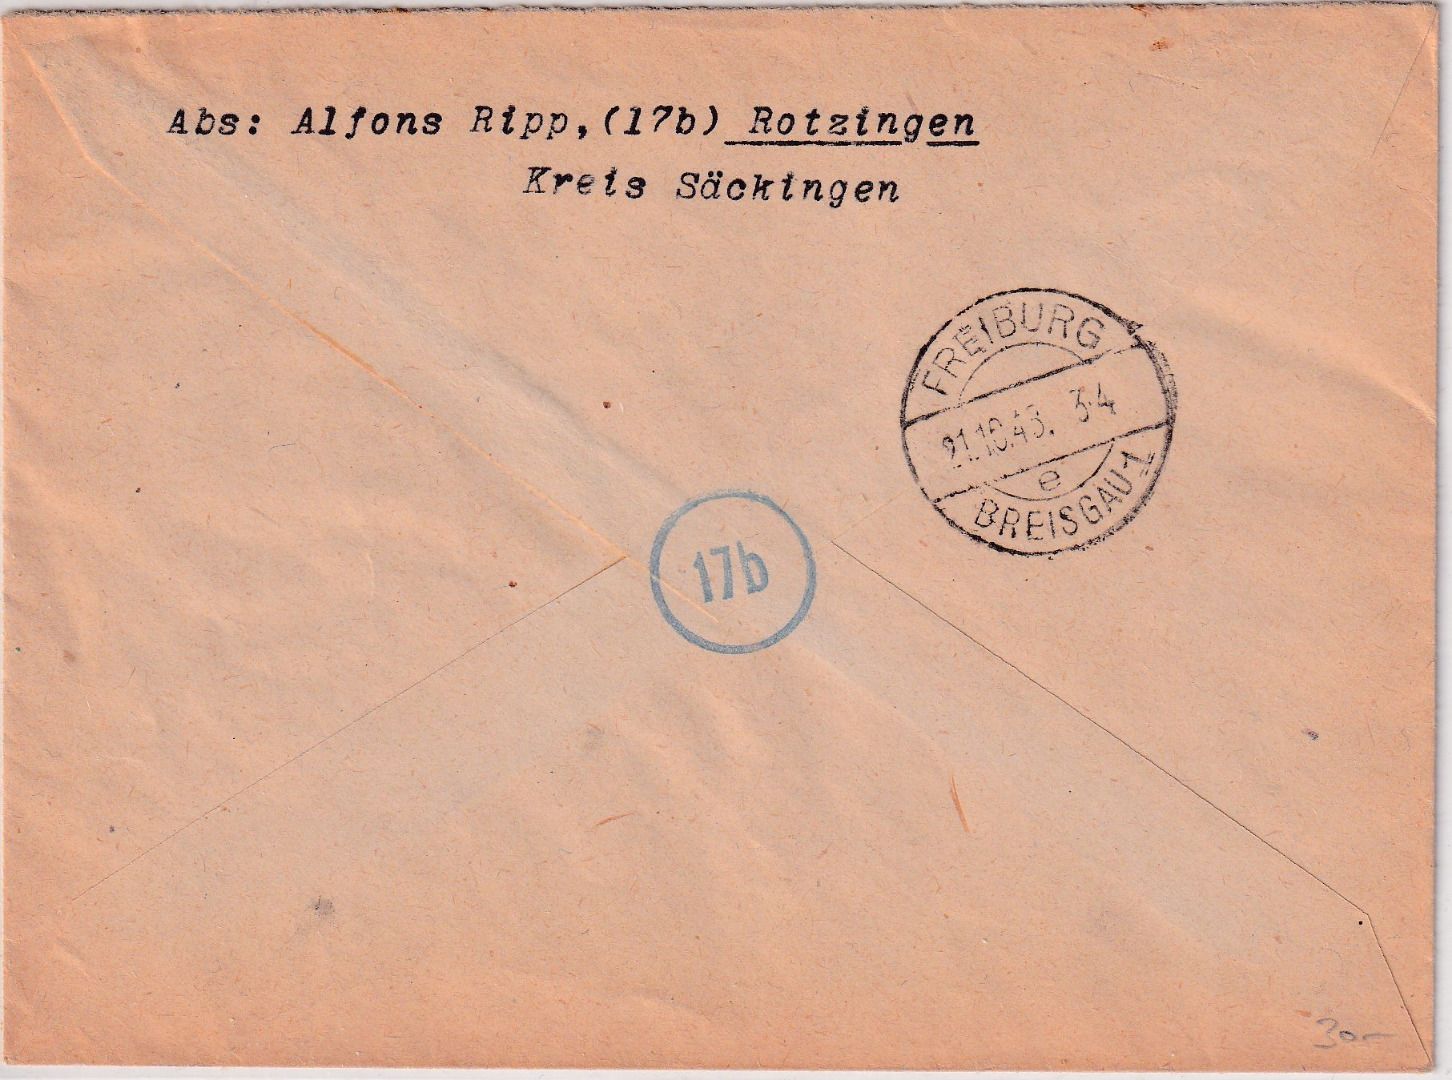 Abs: Alfons Ripp, (17b) Rotzingen
Kreis Säckingen
FREIBURG
21.10.48. 3-4
e
BREISGAU 1
17b
30-